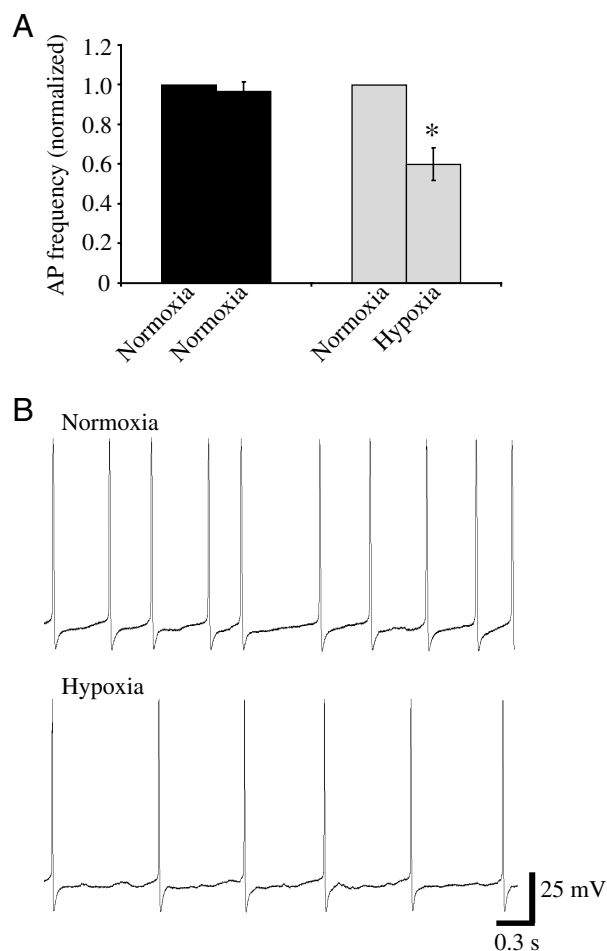 A
AP frequency (normalized)
1.2
1.0
0.8
0.6
0.4
0.2
0
*
Normoxia
Normoxia
Normoxia
Hypoxia
B
Normoxia
Hypoxia
25 mV
0.3 s